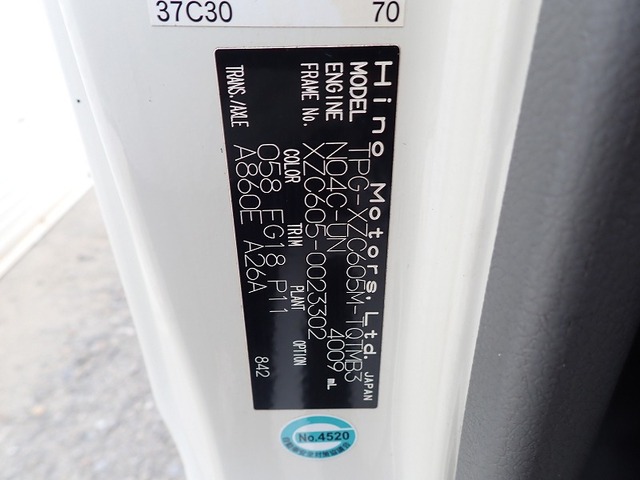 37C30 70
Hino Motors, Ltd. JAPAN
MODEL TPG-XZC605M-TQTMB3
ENGINE N04C-UN 4009 mL
FRAME No. XZC605-0023302
COLOR TRIM PLANT OPTION
058 FG18 P11 842
TRANS./AXLE A860E A26A
No.4520